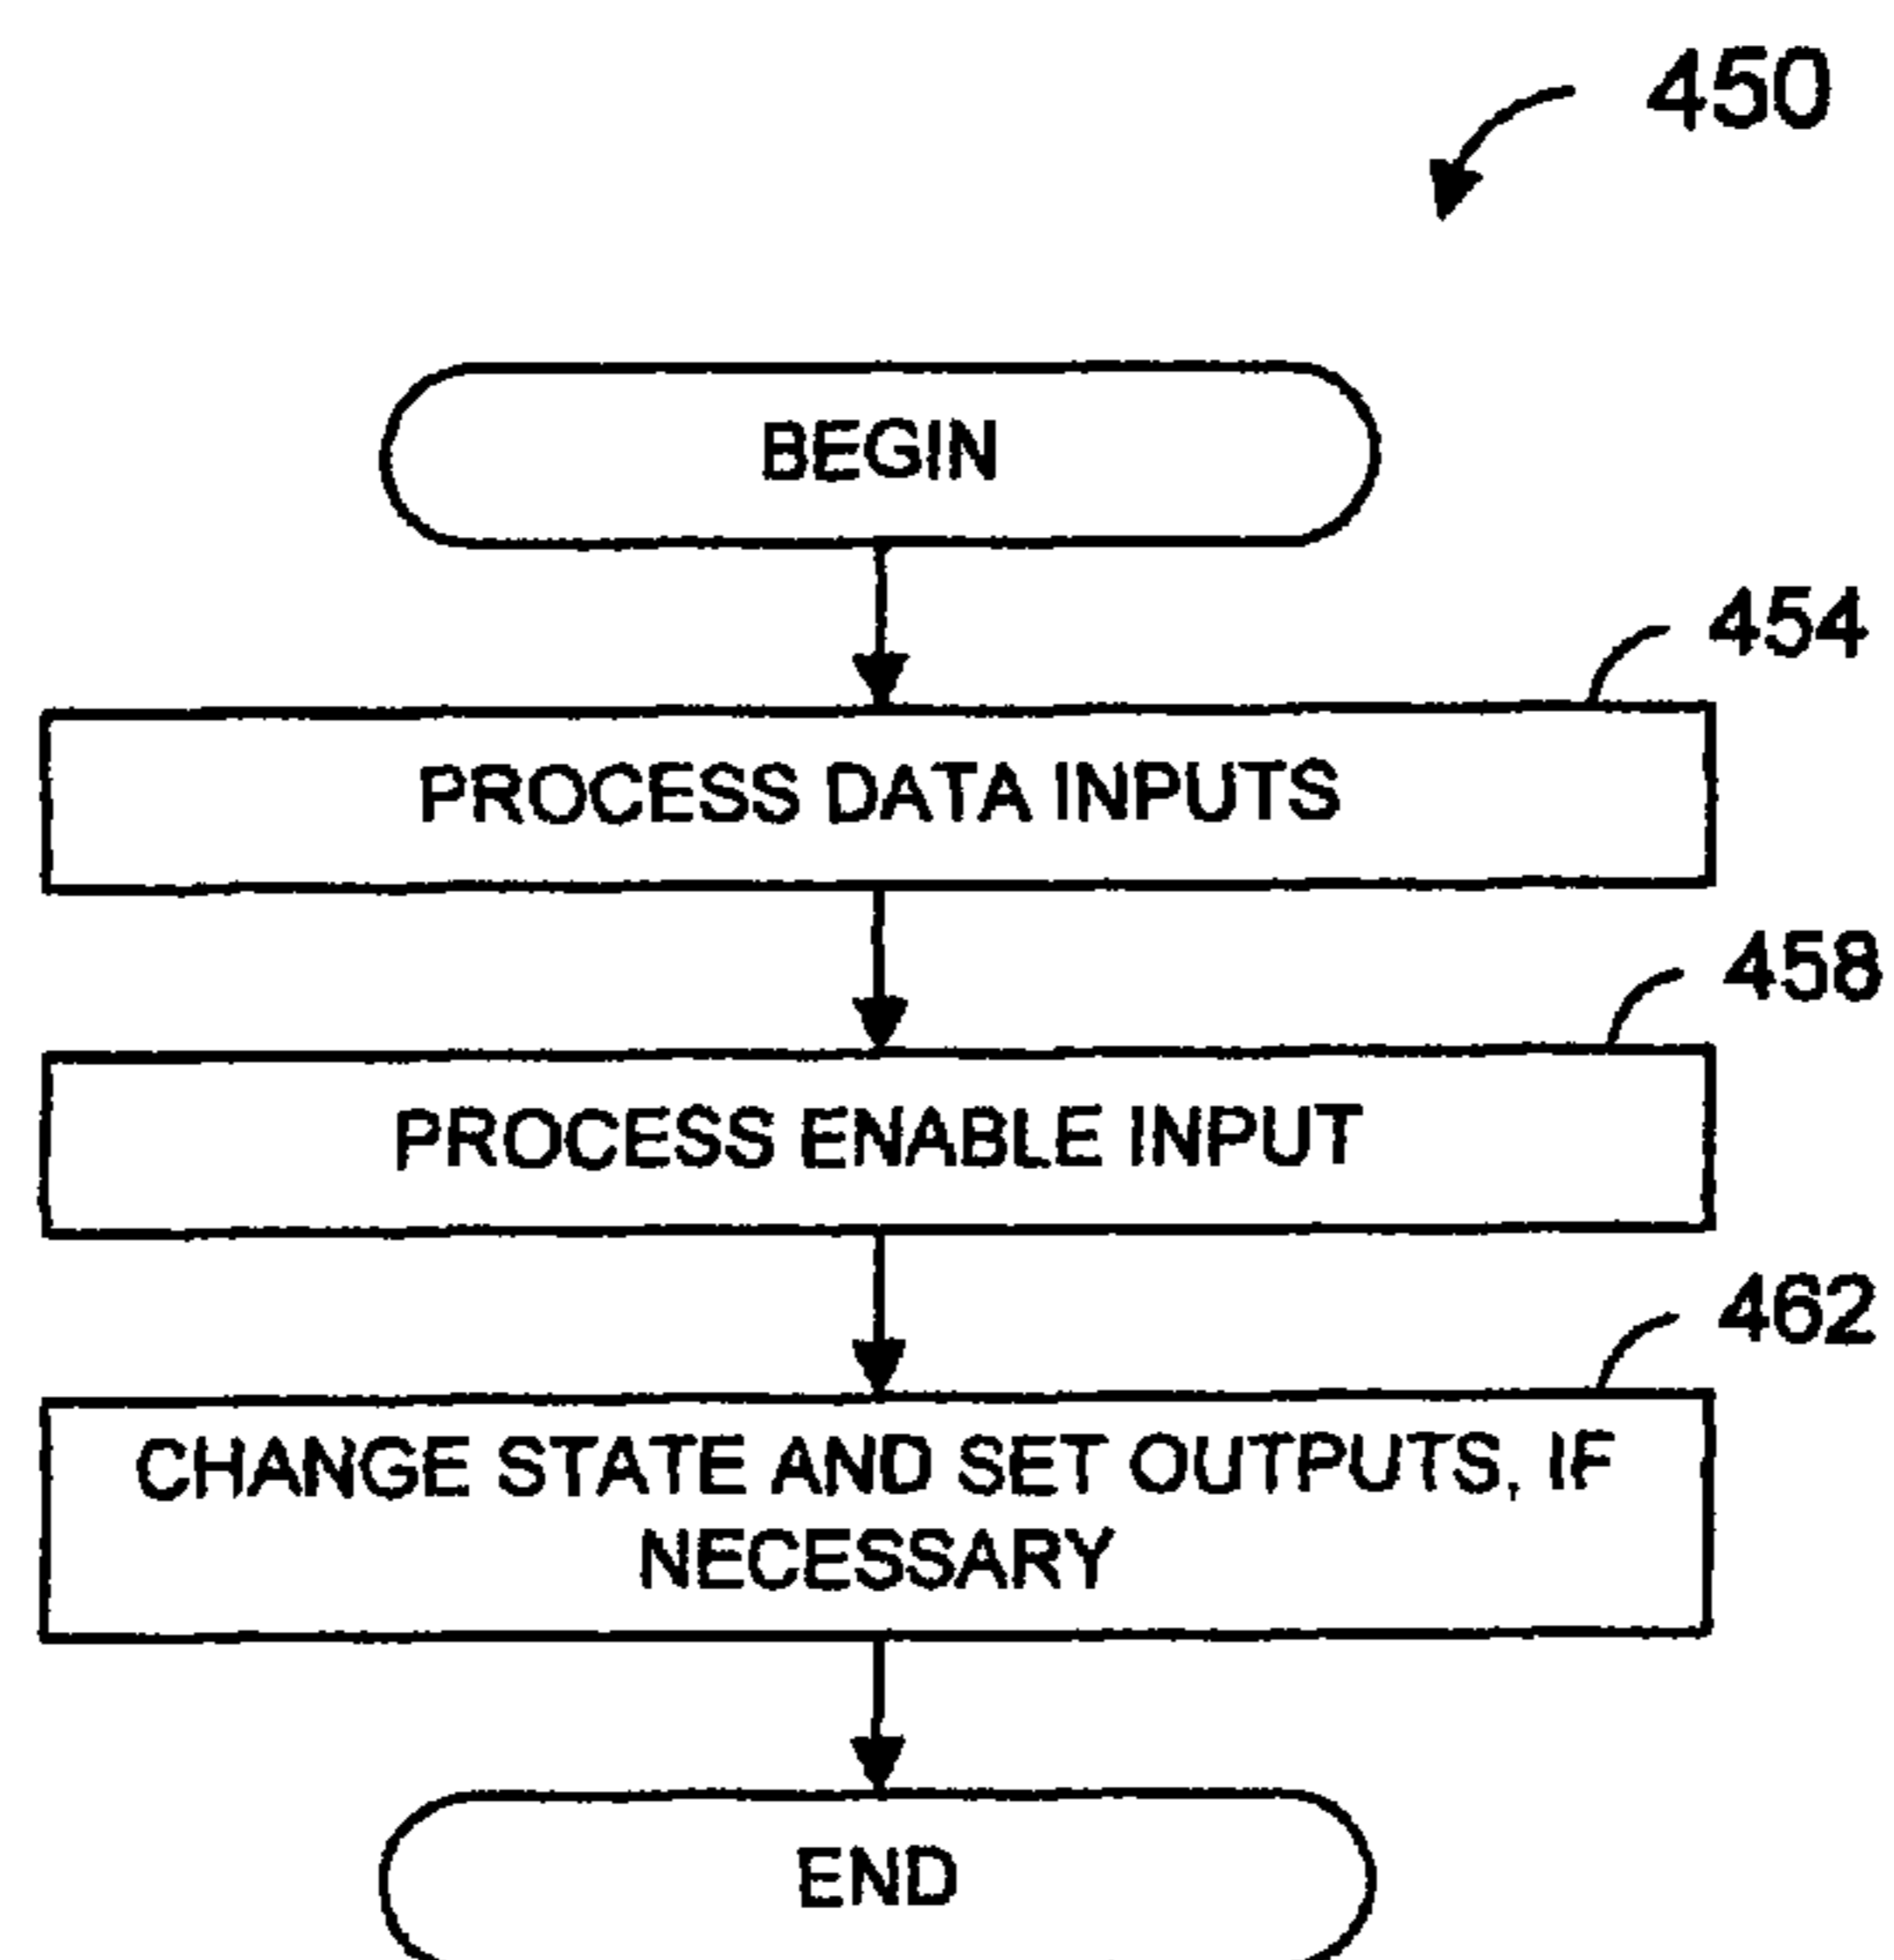 450
BEGIN
454
PROCESS DATA INPUTS
458
PROCESS ENABLE INPUT
462
CHANGE STATE AND SET OUTPUTS, IF
NECESSARY
END